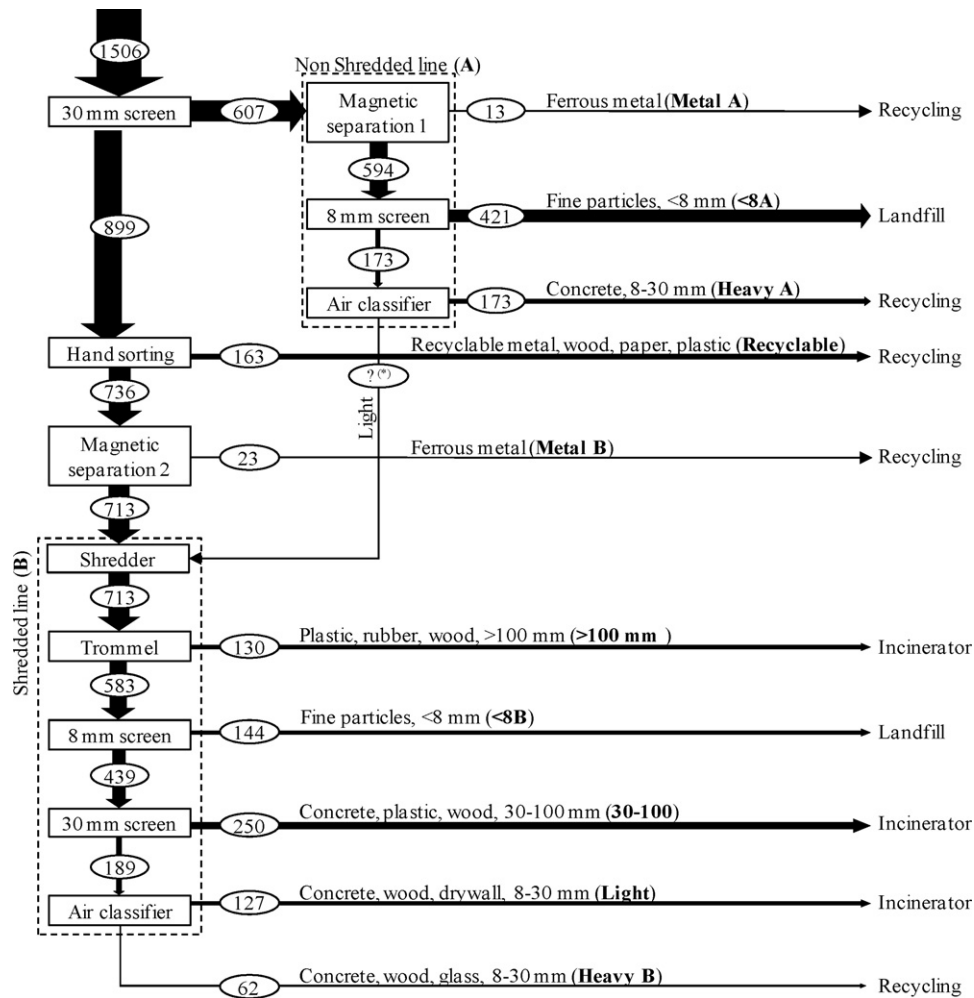 1506
Non Shredded line (A)
30 mm screen
607
Magnetic
separation 1
13
Ferrous metal (Metal A)
Recycling
594
899
8 mm screen
421
Fine particles, <8 mm (<8A)
Landfill
173
Air classifier
173
Concrete, 8-30 mm (Heavy A)
Recycling
Hand sorting
163
Recyclable metal, wood, paper, plastic (Recyclable)
Recycling
? (*)
Light
736
Magnetic
separation 2
23
Ferrous metal (Metal B)
Recycling
713
Shredded line (B)
Shredder
713
Trommel
130
Plastic, rubber, wood, >100 mm (>100 mm )
Incinerator
583
8 mm screen
144
Fine particles, <8 mm (<8B)
Landfill
439
30 mm screen
250
Concrete, plastic, wood, 30-100 mm (30-100)
Incinerator
189
Air classifier
127
Concrete, wood, drywall, 8-30 mm (Light)
Incinerator
62
Concrete, wood, glass, 8-30 mm (Heavy B)
Recycling